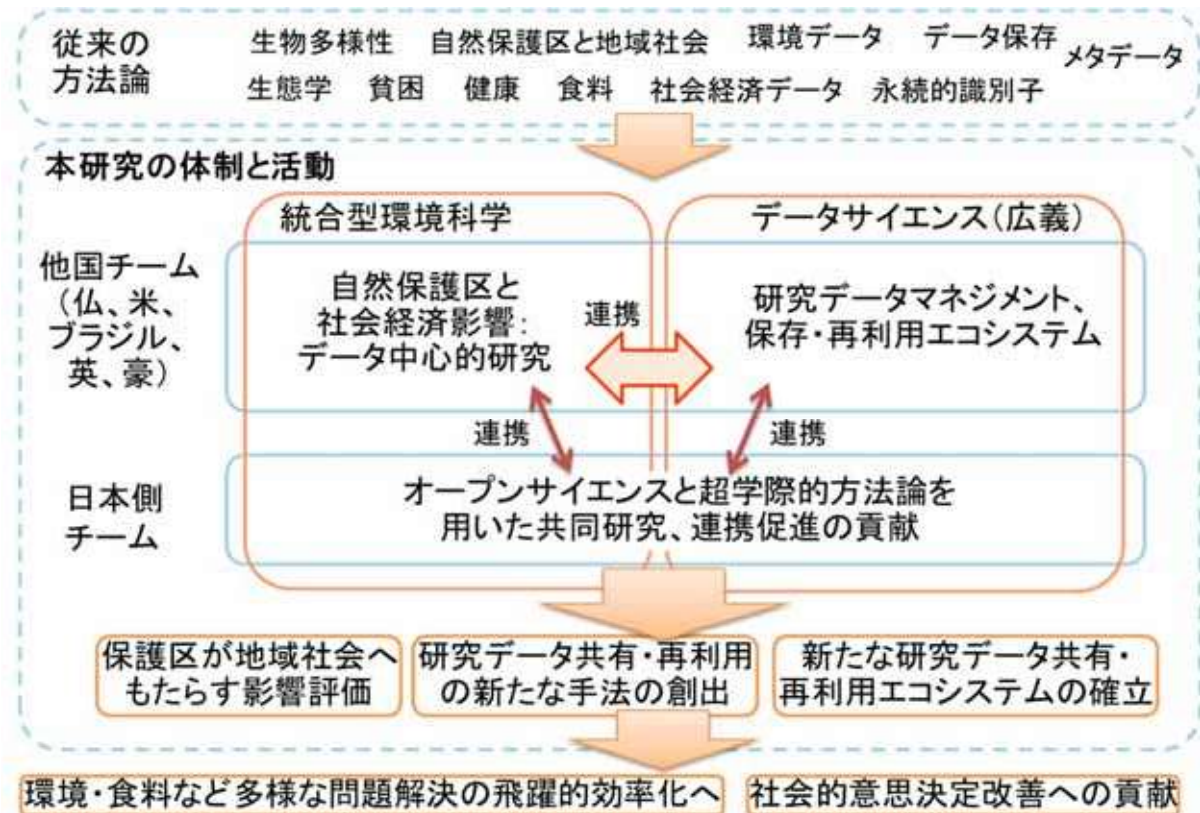 従来の
方法論
生物多様性 自然保護区と地域社会 環境データ データ保存 メタデータ
生態学 貧困 健康 食料 社会経済データ 永続的識別子
本研究の体制と活動
統合型環境科学
データサイエンス(広義)
他国チーム
(仏、米、
ブラジル、
英、豪)
自然保護区と
社会経済影響:
データ中心的研究
連携
研究データマネジメント、
保存・再利用エコシステム
連携
連携
日本側
チーム
オープンサイエンスと超学際的方法論を
用いた共同研究、連携促進の貢献
保護区が地域社会へ
もたらす影響評価
研究データ共有・再利用
の新たな手法の創出
新たな研究データ共有・
再利用エコシステムの確立
環境・食料など多様な問題解決の飛躍的効率化へ
社会的意思決定改善への貢献